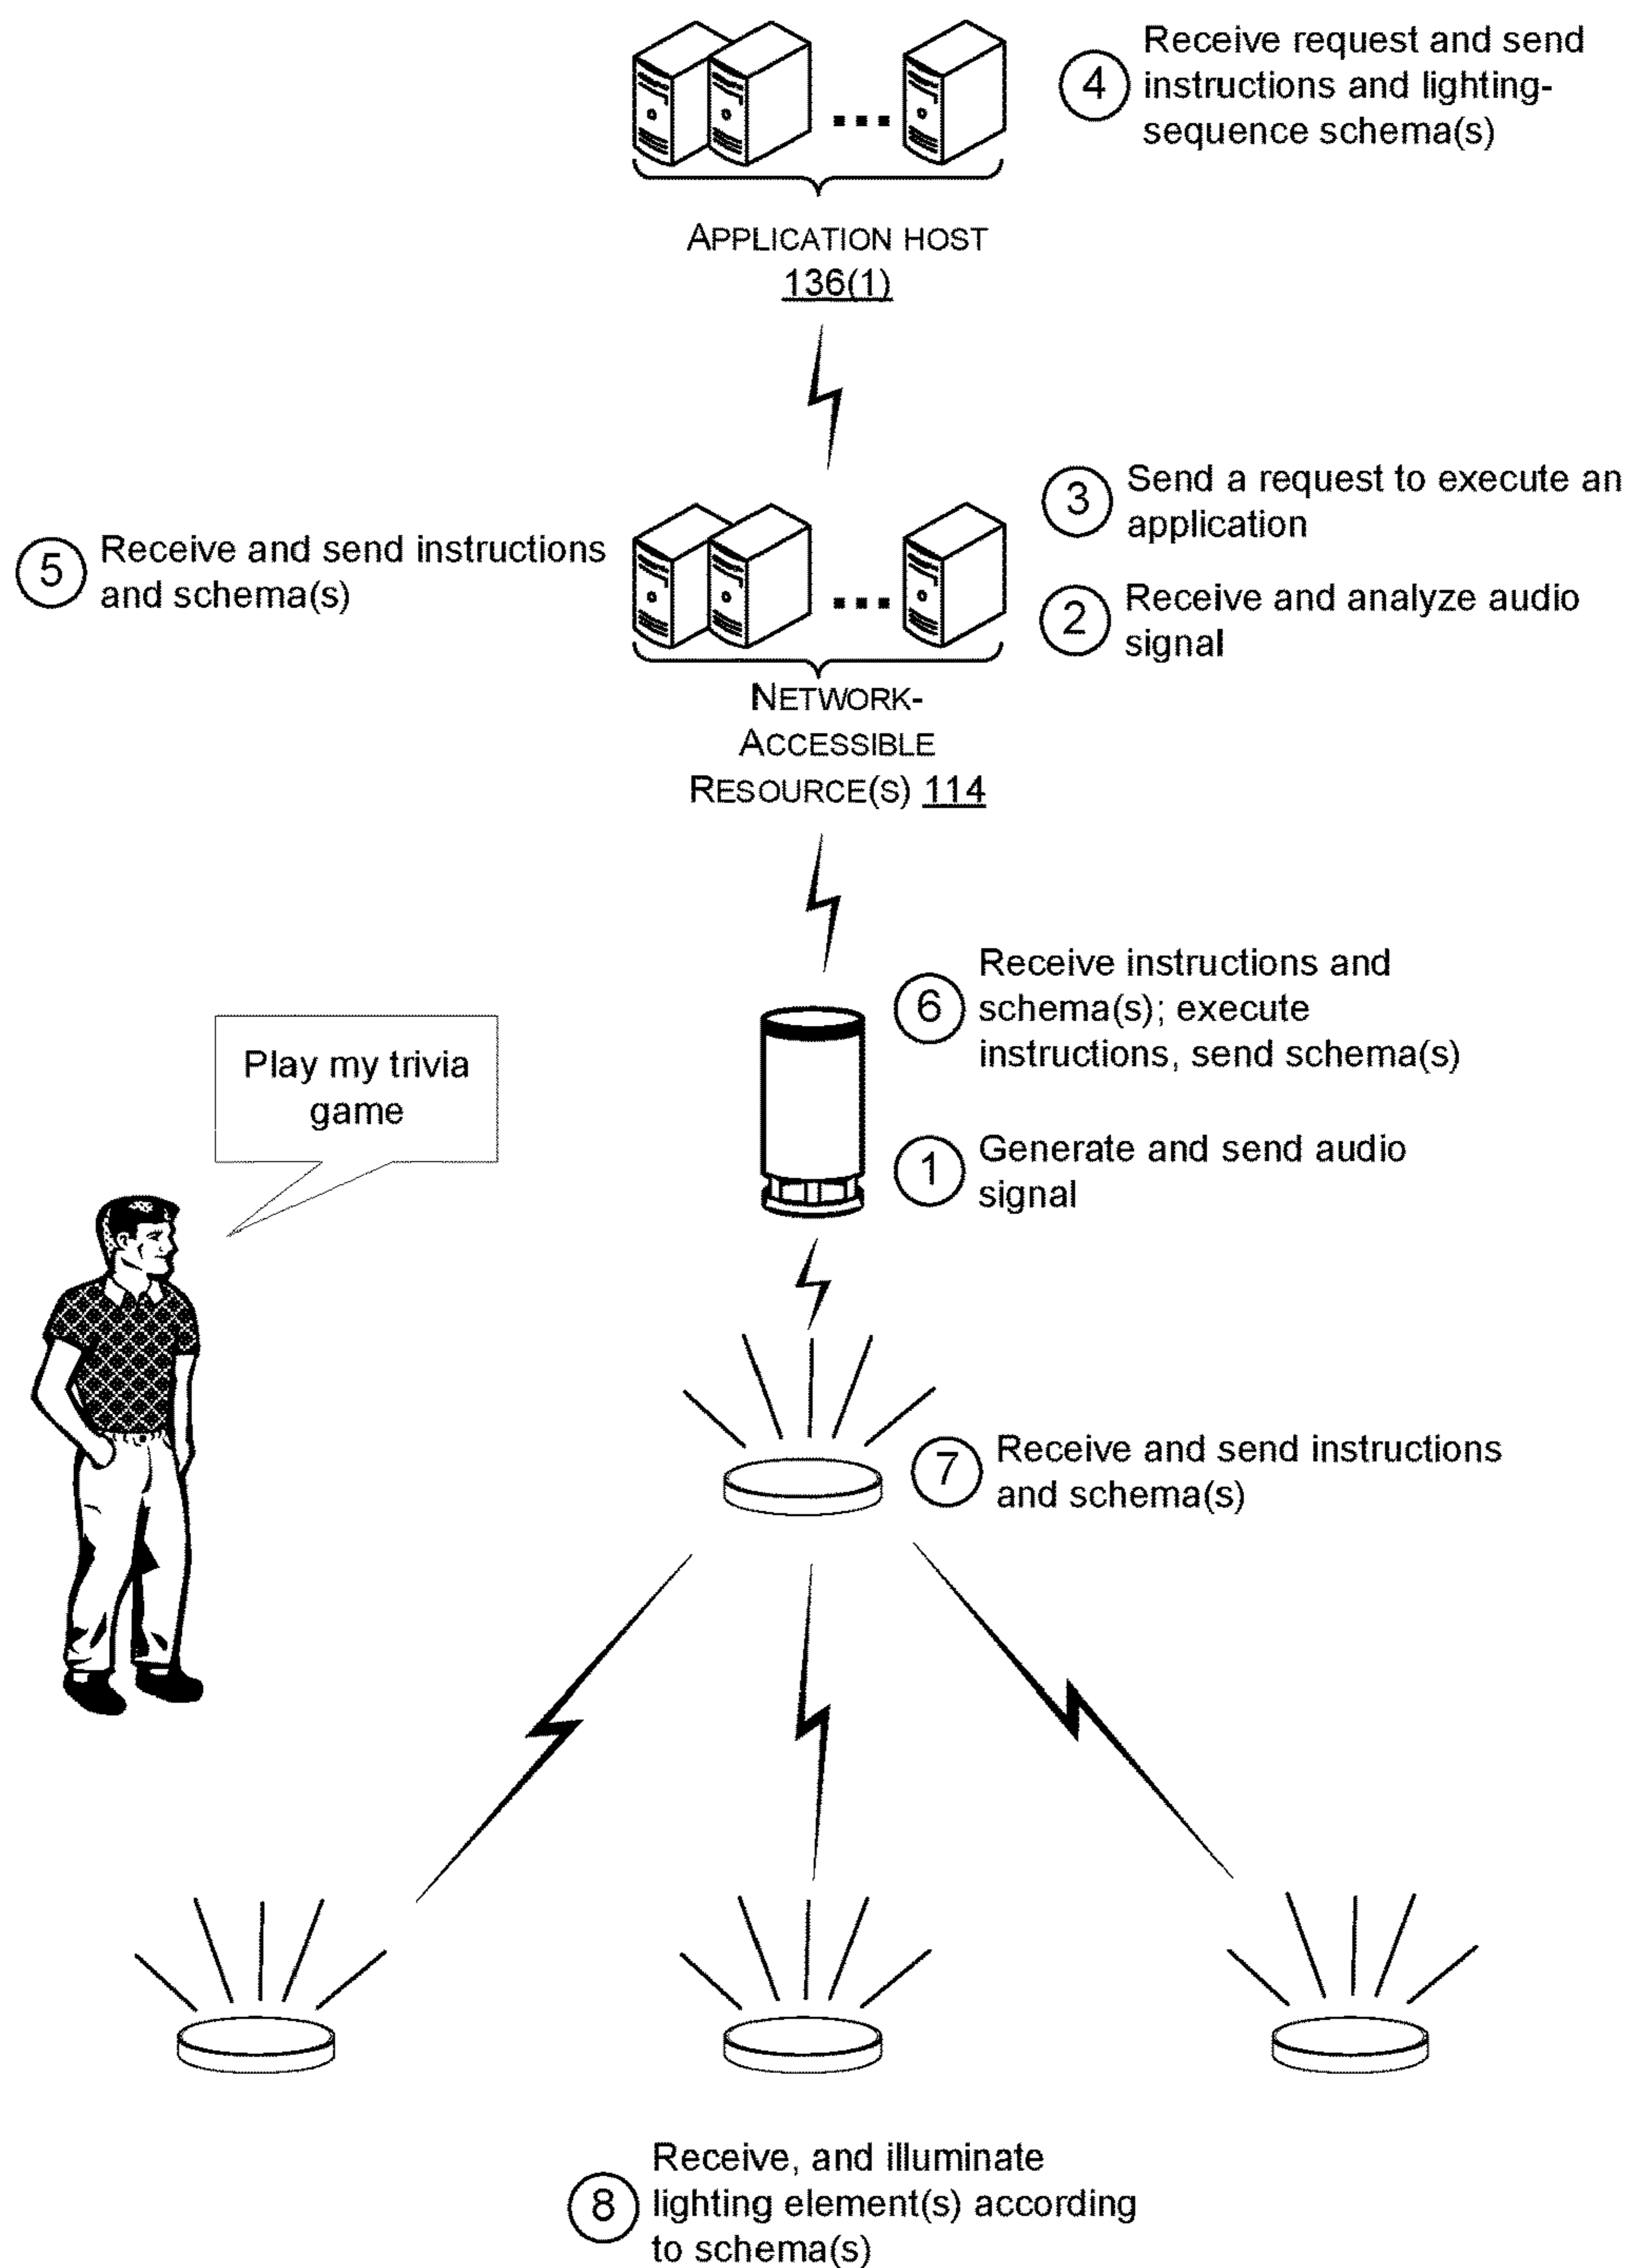 4
Receive request and send
instructions and lighting-
sequence schema(s)
APPLICATION HOST
136(1)
3
Send a request to execute an
application
5
Receive and send instructions
and schema(s)
2
Receive and analyze audio
signal
NETWORK-
ACCESSIBLE
RESOURCE(S) 114
6
Receive instructions and
schema(s); execute
instructions, send schema(s)
Play my trivia
game
1
Generate and send audio
signal
7
Receive and send instructions
and schema(s)
8
Receive, and illuminate
lighting element(s) according
to schema(s)